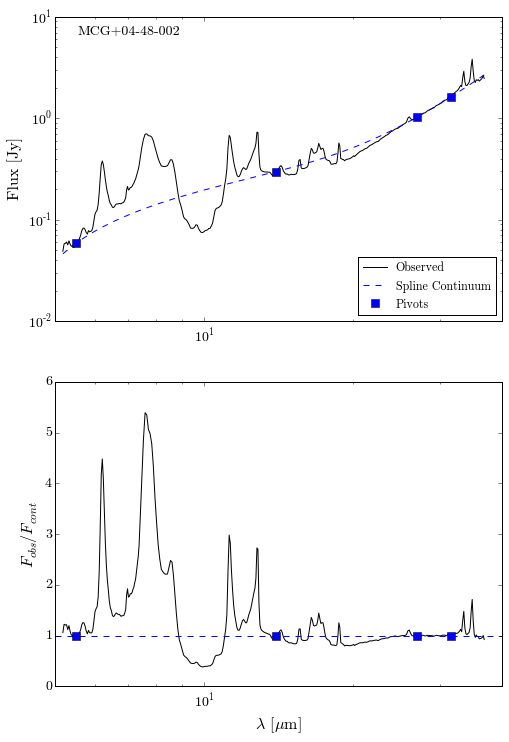 MCG+04-48-002
Flux [Jy]
10^1
10^0
10^-1
10^-2
10^1
Observed
Spline Continuum
Pivots
F_obs/F_cont
6
5
4
3
2
1
0
10^1
λ [μm]